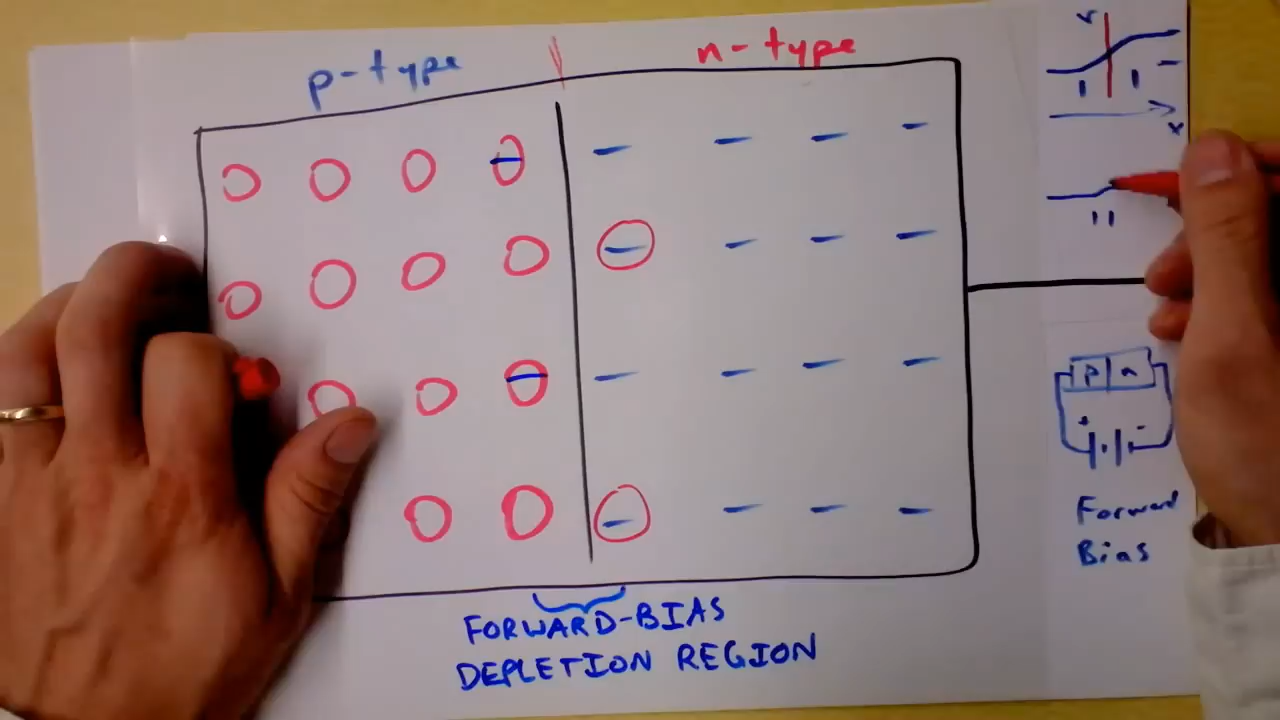 p-type
n-type
v
x
p n
+ -
Forward
Bias
FORWARD-BIAS
DEPLETION REGION